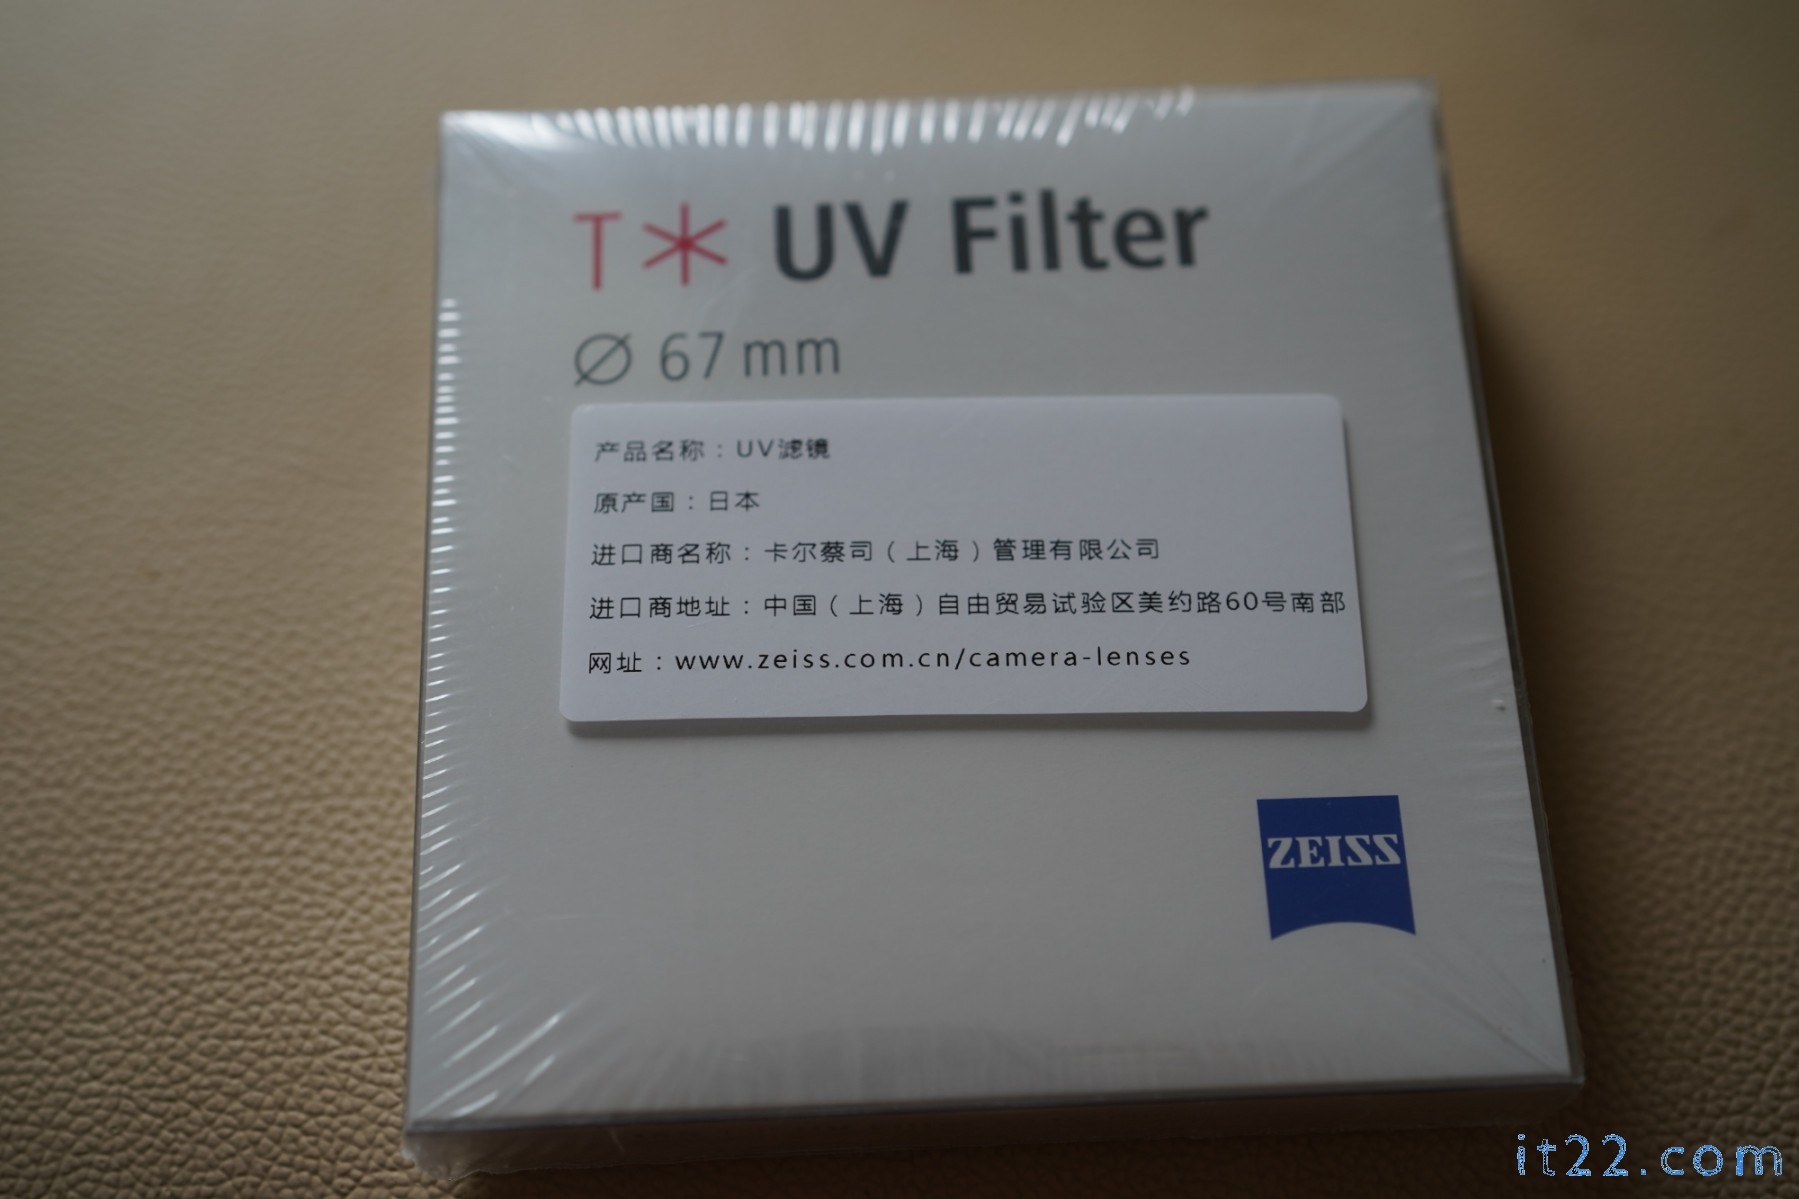 T* UV Filter
Ø 67 mm
产品名称：UV滤镜
原产国：日本
进口商名称：卡尔蔡司（上海）管理有限公司
进口商地址：中国（上海）自由贸易试验区美约路60号南部
网址：www.zeiss.com.cn/camera-lenses
ZEISS
it22.com